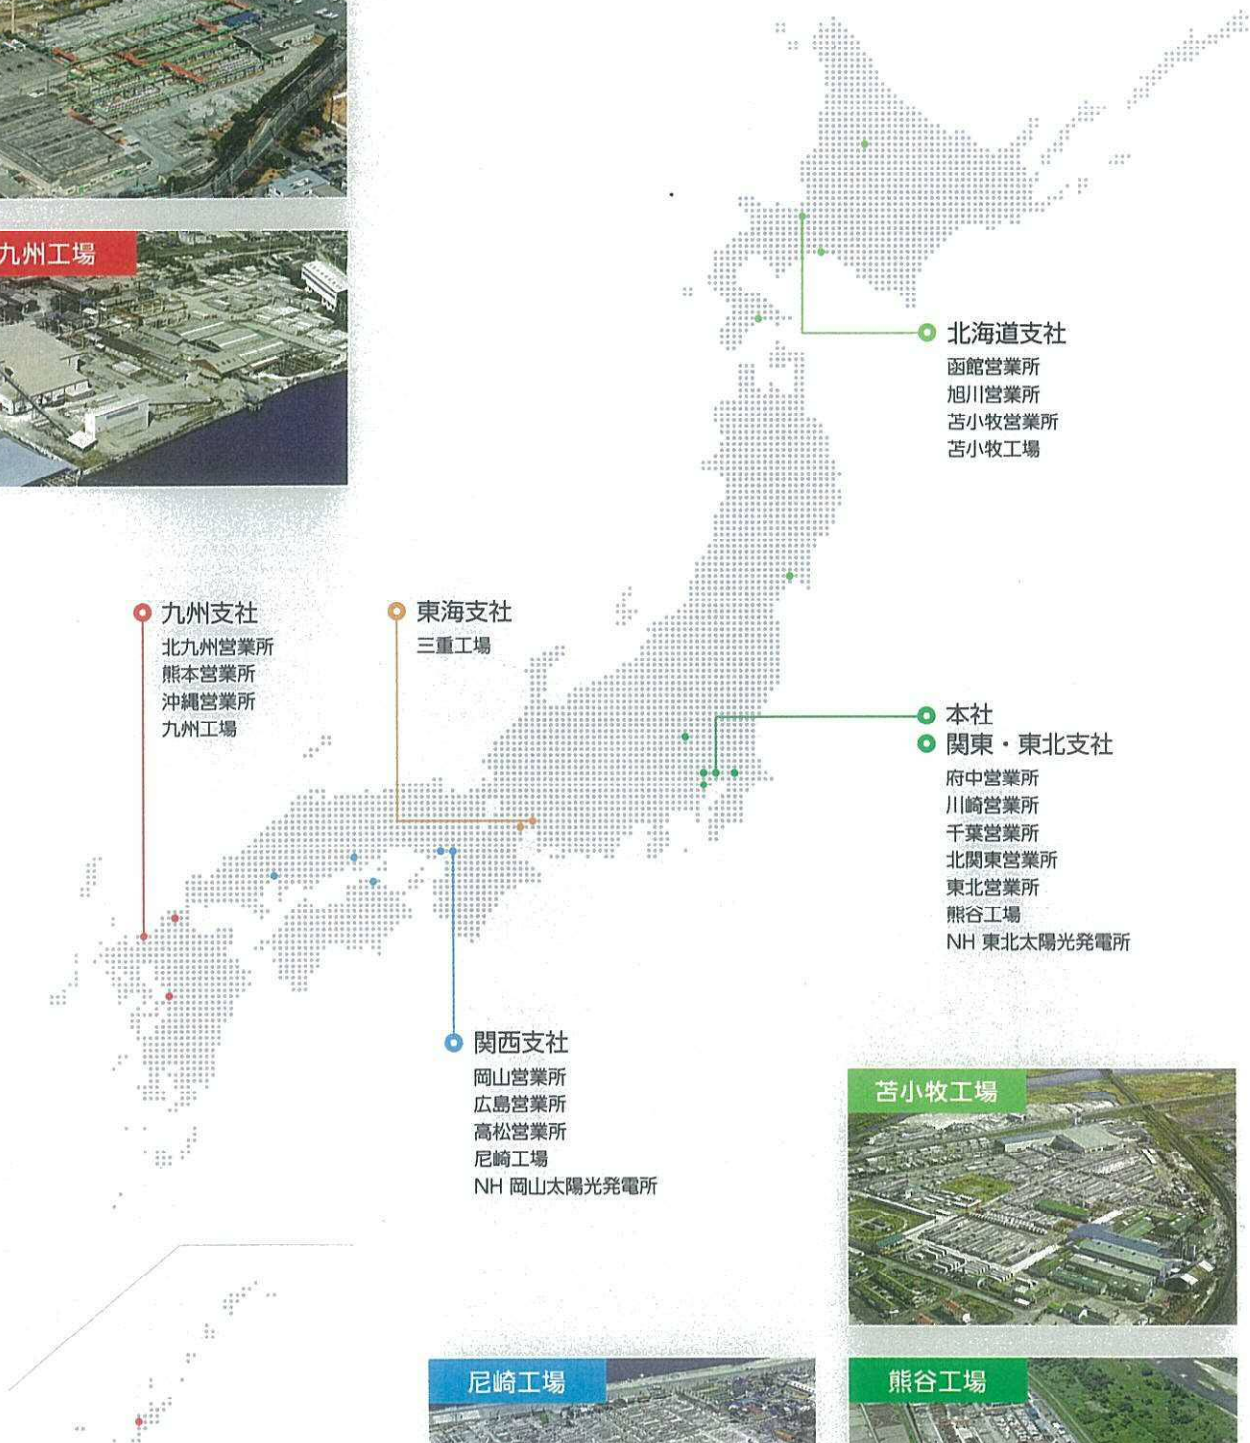 九州工場
北海道支社
函館営業所
旭川営業所
苫小牧営業所
苫小牧工場
九州支社
北九州営業所
熊本営業所
沖縄営業所
九州工場
東海支社
三重工場
本社
関東・東北支社
府中営業所
川崎営業所
千葉営業所
北関東営業所
東北営業所
熊谷工場
NH 東北太陽光発電所
関西支社
岡山営業所
広島営業所
高松営業所
尼崎工場
NH 岡山太陽光発電所
苫小牧工場
尼崎工場
熊谷工場